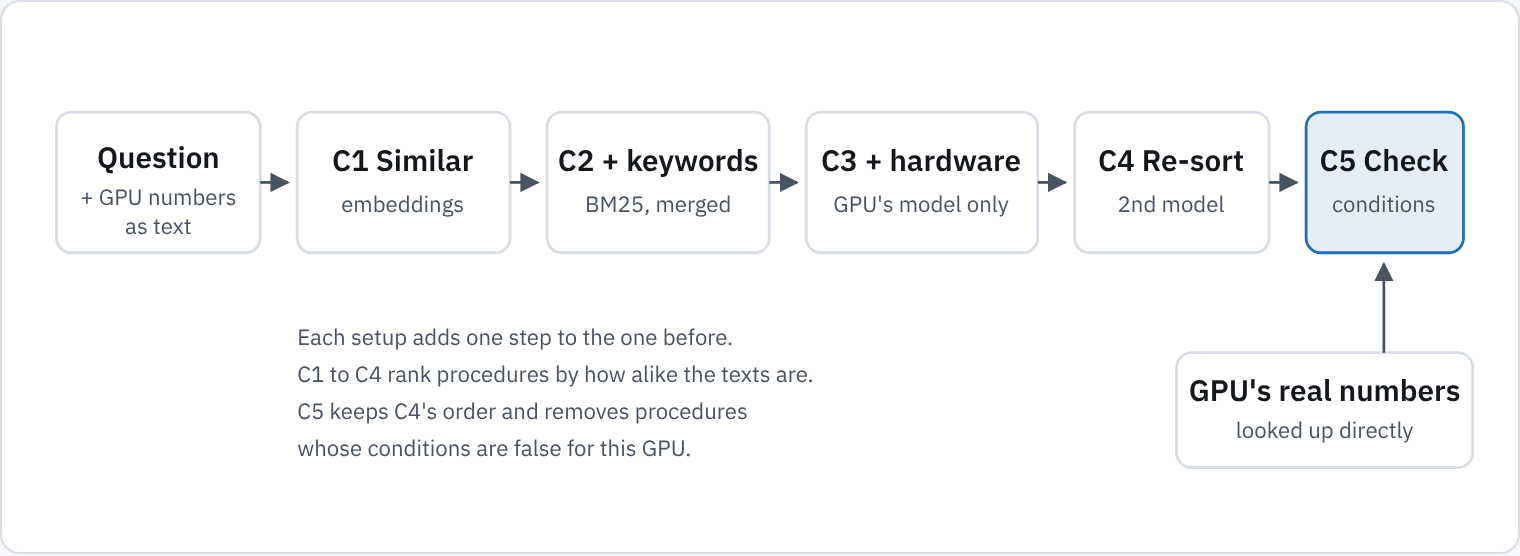 Question
+ GPU numbers
as text
C1 Similar
embeddings
C2 + keywords
BM25, merged
C3 + hardware
GPU's model only
C4 Re-sort
2nd model
C5 Check
conditions
Each setup adds one step to the one before.
C1 to C4 rank procedures by how alike the texts are.
C5 keeps C4's order and removes procedures
whose conditions are false for this GPU.
GPU's real numbers
looked up directly